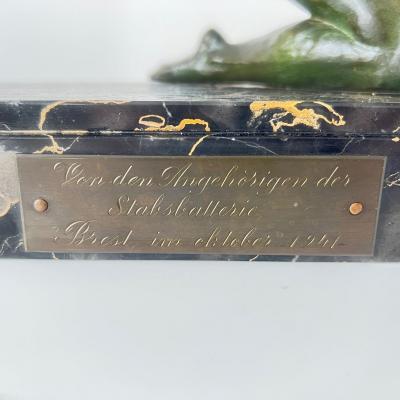 Von den Angehörigen der
Stabsbatterie
Brest im oktober 1941